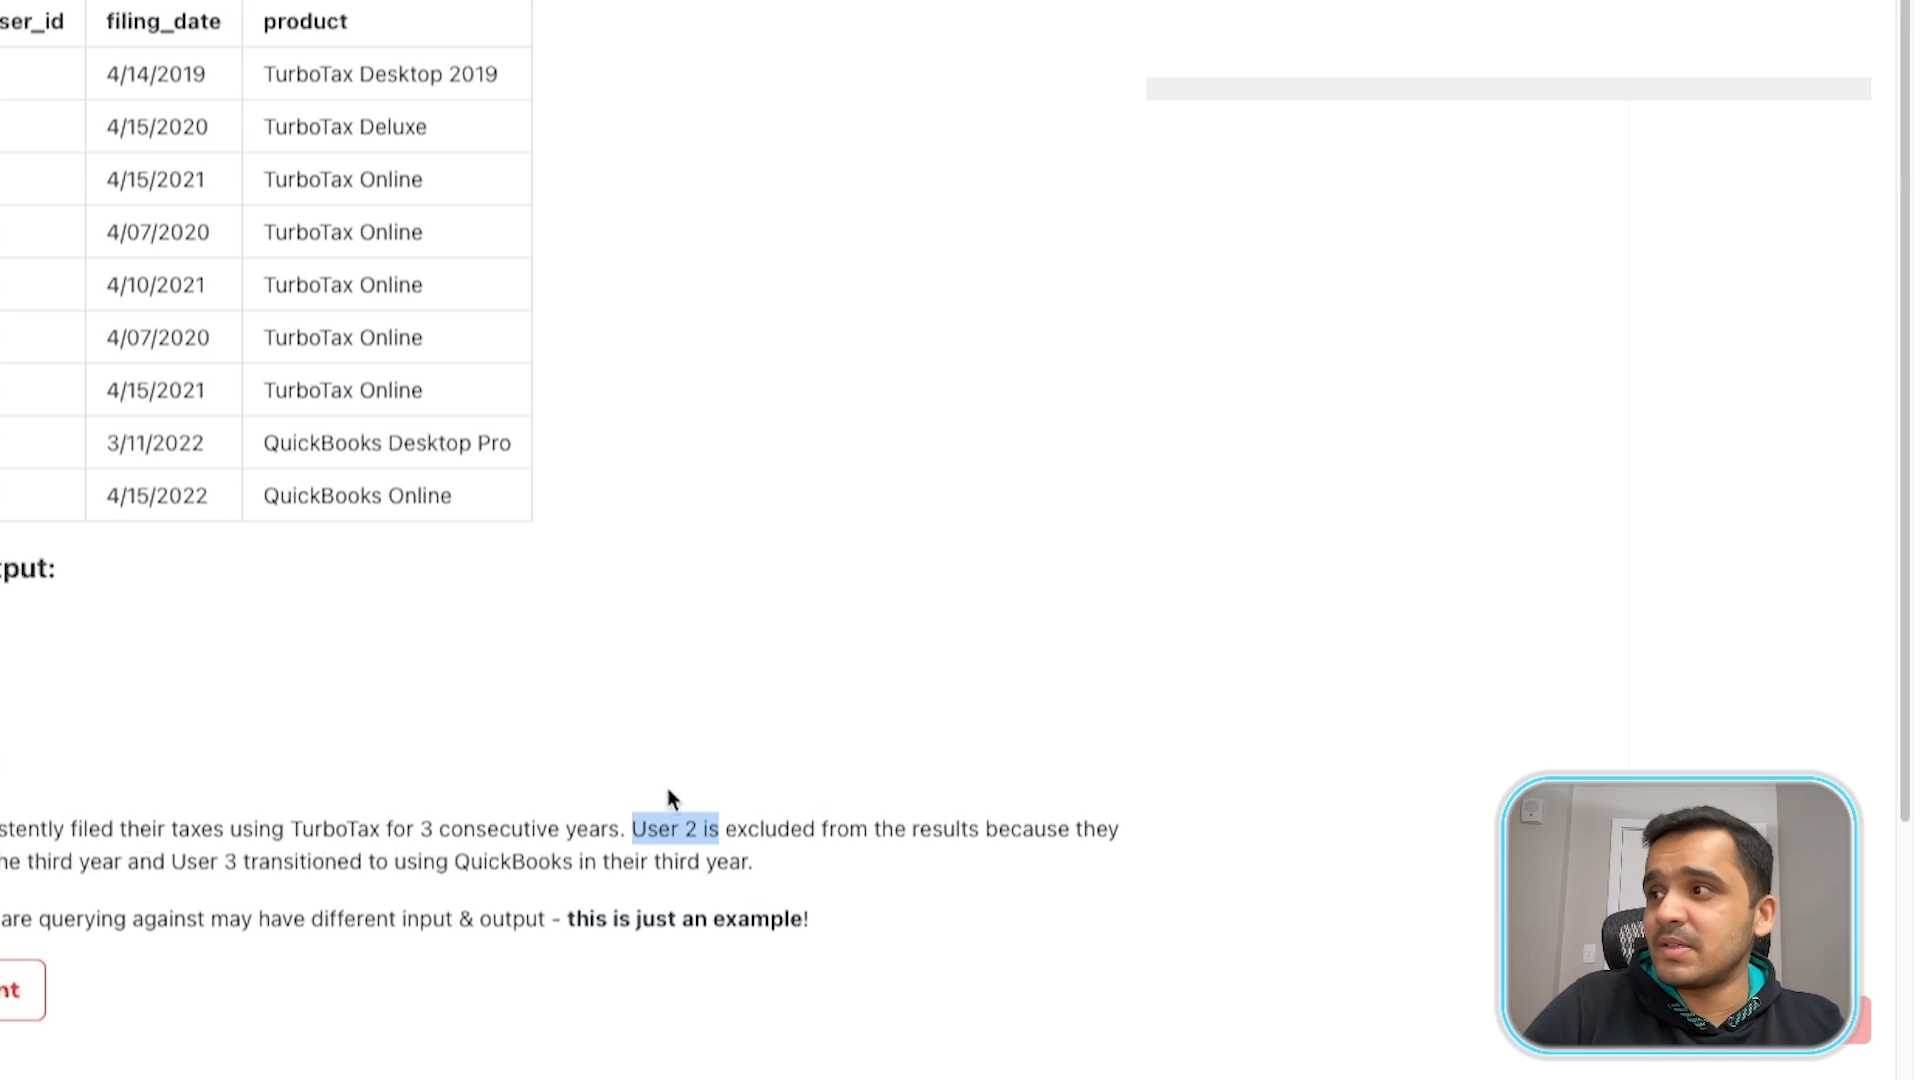 ser_id filing_date product
4/14/2019 TurboTax Desktop 2019
4/15/2020 TurboTax Deluxe
4/15/2021 TurboTax Online
4/07/2020 TurboTax Online
4/10/2021 TurboTax Online
4/07/2020 TurboTax Online
4/15/2021 TurboTax Online
3/11/2022 QuickBooks Desktop Pro
4/15/2022 QuickBooks Online
tput:
stently filed their taxes using TurboTax for 3 consecutive years. User 2 is excluded from the results because they
he third year and User 3 transitioned to using QuickBooks in their third year.
are querying against may have different input & output - this is just an example!
nt